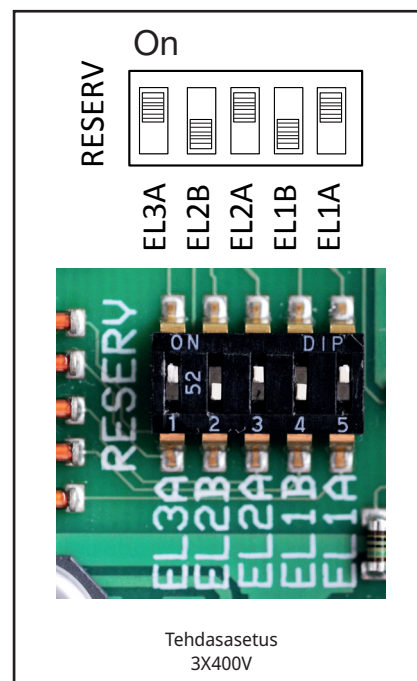 On
RESERV
EL3A
EL2B
EL2A
EL1B
EL1A
ON DIP
52
1 2 3 4 5
RESERV
EL3A
EL2B
EL2A
EL1B
EL1A
Tehdasasetus
3X400V